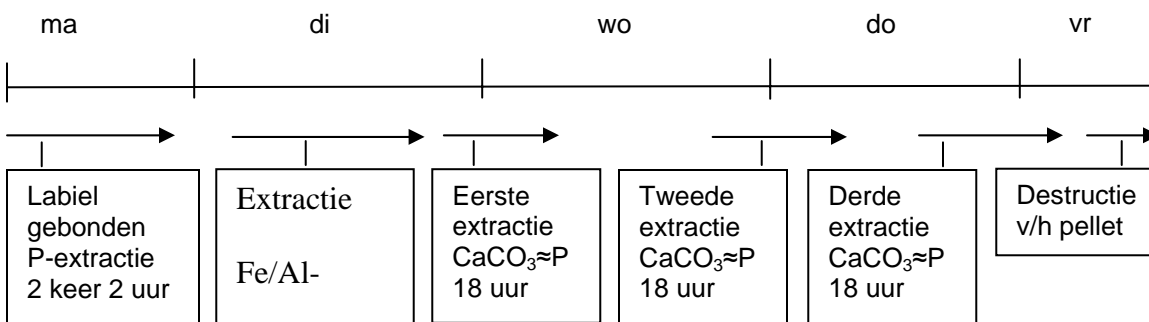 ma di wo do vr
Labiel
gebonden
P-extractie
2 keer 2 uur
Extractie
Fe/Al-
Eerste
extractie
CaCO₃≈P
18 uur
Tweede
extractie
CaCO₃≈P
18 uur
Derde
extractie
CaCO₃≈P
18 uur
Destructie
v/h pellet